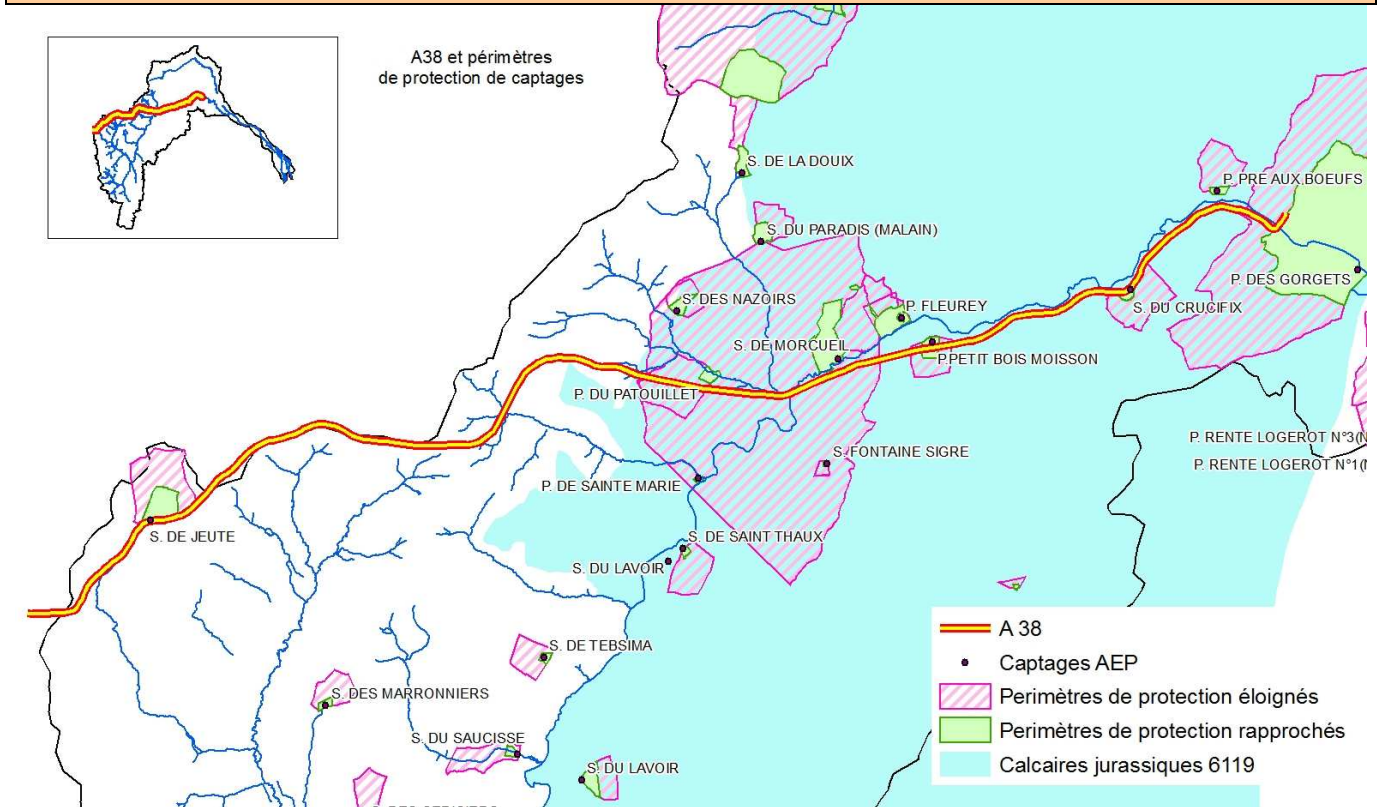 A38 et périmètres
de protection de captages
S. DE LA DOUIX
P. PRE AUX BOEUFS
S. DU PARADIS (MALAIN)
P. DES GORGETS
S. DES NAZOIRS
P. FLEUREY
S. DU CRUCIFIX
S. DE MORCUEIL
P.PETIT BOIS MOISSON
P. DU PATOUILLET
P. RENTE LOGEROT N°3(N
S. FONTAINE SIGRE
P. RENTE LOGEROT N°1(N
P. DE SAINTE MARIE
S. DE JEUTE
S. DE SAINT THAUX
S. DU LAVOIR
S. DE TEBSIMA
S. DES MARRONNIERS
S. DU SAUCISSE
S. DU LAVOIR
A 38
Captages AEP
Perimètres de protection éloignés
Perimètres de protection rapprochés
Calcaires jurassiques 6119